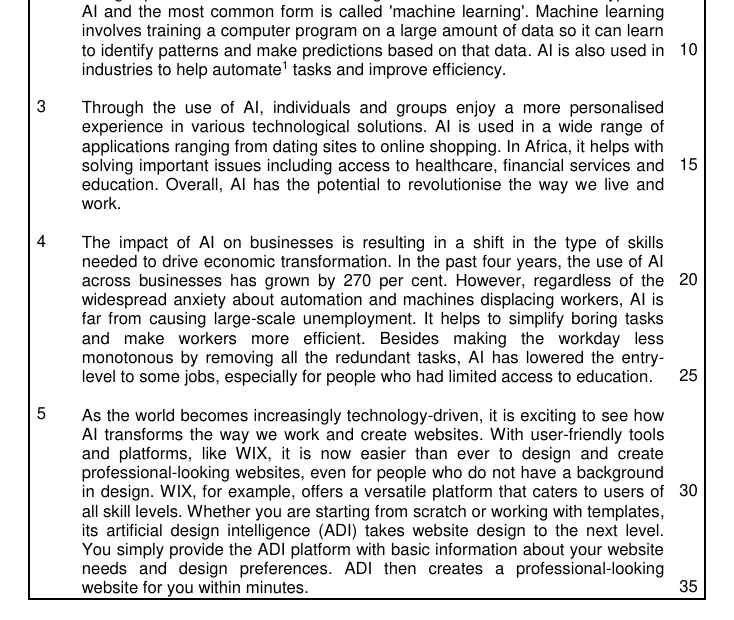 AI and the most common form is called 'machine learning'. Machine learning
involves training a computer program on a large amount of data so it can learn
to identify patterns and make predictions based on that data. AI is also used in 10
industries to help automate¹ tasks and improve efficiency.
3 Through the use of AI, individuals and groups enjoy a more personalised
experience in various technological solutions. AI is used in a wide range of
applications ranging from dating sites to online shopping. In Africa, it helps with
solving important issues including access to healthcare, financial services and 15
education. Overall, AI has the potential to revolutionise the way we live and
work.
4 The impact of AI on businesses is resulting in a shift in the type of skills
needed to drive economic transformation. In the past four years, the use of AI
across businesses has grown by 270 per cent. However, regardless of the 20
widespread anxiety about automation and machines displacing workers, AI is
far from causing large-scale unemployment. It helps to simplify boring tasks
and make workers more efficient. Besides making the workday less
monotonous by removing all the redundant tasks, AI has lowered the entry-
level to some jobs, especially for people who had limited access to education. 25
5 As the world becomes increasingly technology-driven, it is exciting to see how
AI transforms the way we work and create websites. With user-friendly tools
and platforms, like WIX, it is now easier than ever to design and create
professional-looking websites, even for people who do not have a background
in design. WIX, for example, offers a versatile platform that caters to users of 30
all skill levels. Whether you are starting from scratch or working with templates,
its artificial design intelligence (ADI) takes website design to the next level.
You simply provide the ADI platform with basic information about your website
needs and design preferences. ADI then creates a professional-looking
website for you within minutes. 35